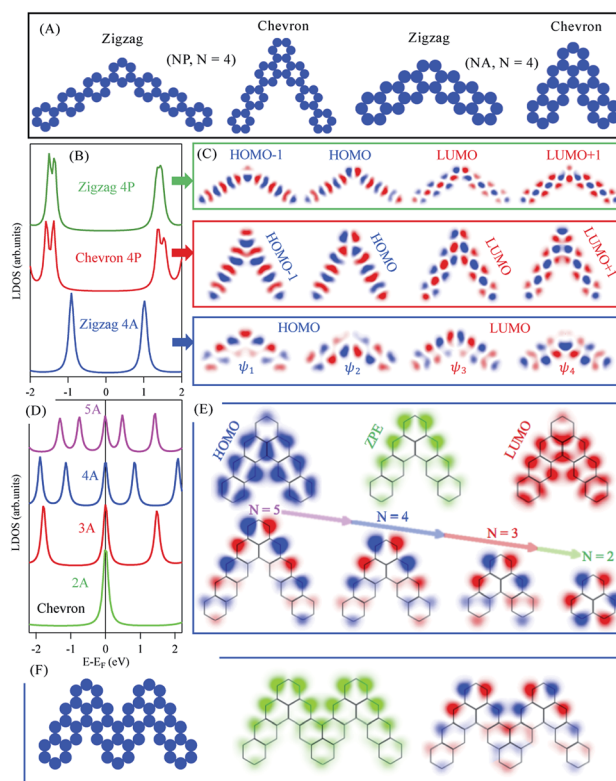 (A)
Zigzag
(NP, N = 4)
Chevron
Zigzag
(NA, N = 4)
Chevron
(B)
Zigzag 4P
Chevron 4P
Zigzag 4A
LDOS (arb.units)
-2 -1 0 1 2
(C)
HOMO-1 HOMO LUMO LUMO+1
HOMO-1 HOMO LUMO LUMO+1
HOMO LUMO
ψ1 ψ2 ψ3 ψ4
(D)
5A
4A
3A
2A
Chevron
LDOS (arb.units)
-2 -1 0 1 2
E-EF (eV)
(E)
HOMO ZPE LUMO
N = 5 N = 4 N = 3 N = 2
(F)